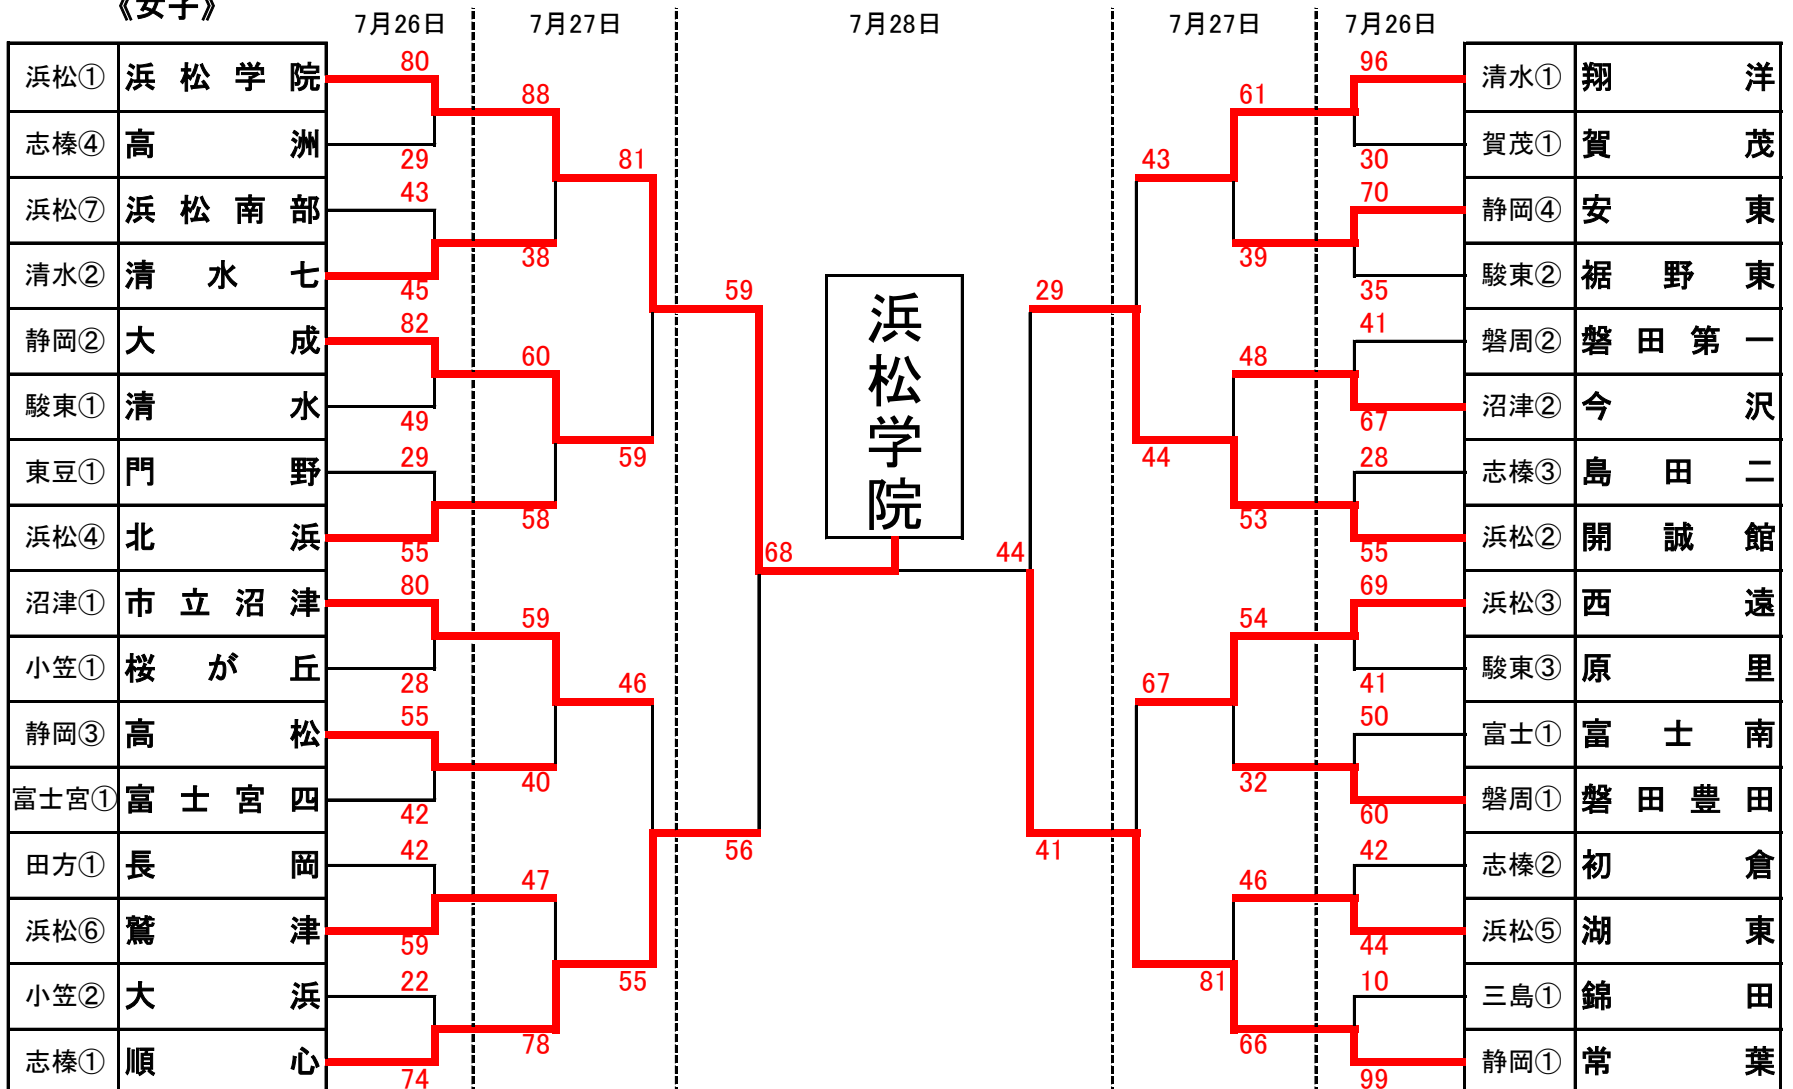 《女子》
7月26日 7月27日 7月28日 7月27日 7月26日
浜松① 浜松学院 80
88
志榛④ 高洲 29
81
浜松⑦ 浜松南部 43
38
清水② 清水七 45
59
静岡② 大成 82
60
駿東① 清水 49
59
東豆① 門野 29
58
浜松④ 北浜 55
68
沼津① 市立沼津 80
59
小笠① 桜が丘 28
46
静岡③ 高松 55
40
富士宮① 富士宮四 42
56
田方① 長岡 42
47
浜松⑥ 鷲津 59
55
小笠② 大浜 22
78
志榛① 順心 74
浜松学院
96 清水① 翔洋
61
30 賀茂① 賀茂
43
70 静岡④ 安東
39
35 駿東② 裾野東
29
41 磐周② 磐田第一
48
67 沼津② 今沢
44
28 志榛③ 島田二
53
55 浜松② 開誠館
44
69 浜松③ 西遠
54
41 駿東③ 原里
67
50 富士① 富士南
32
60 磐周① 磐田豊田
41
42 志榛② 初倉
46
44 浜松⑤ 湖東
81
10 三島① 錦田
66
99 静岡① 常葉